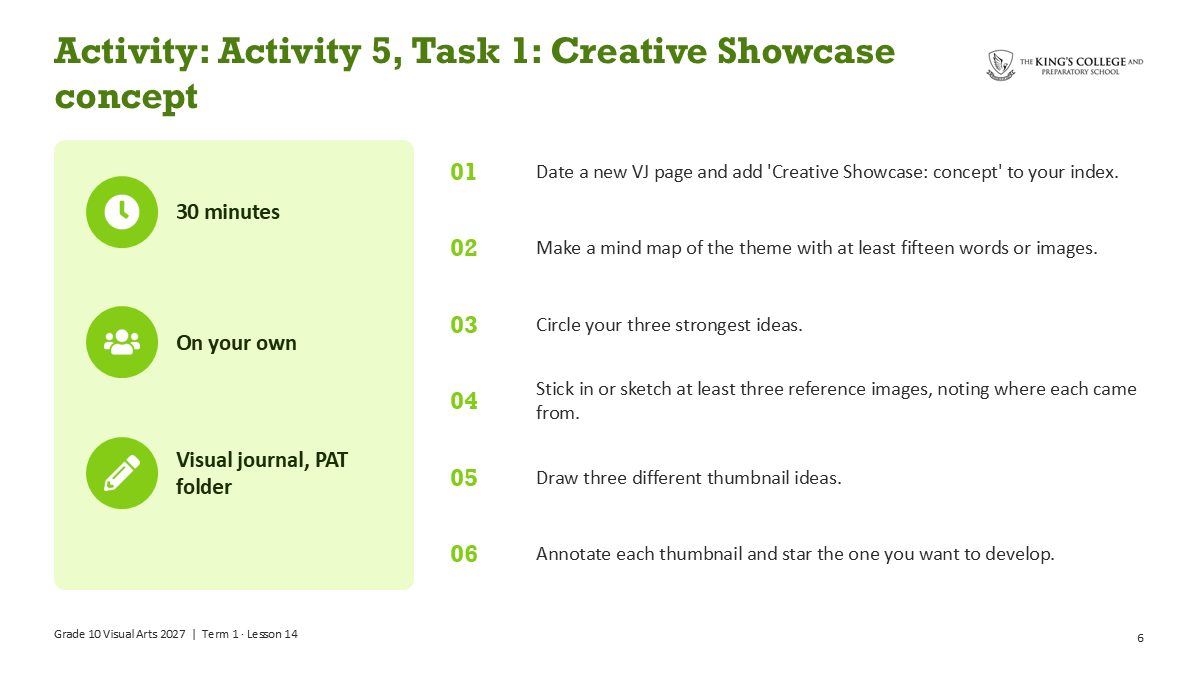 Activity: Activity 5, Task 1: Creative Showcase
concept
THE KING'S COLLEGE AND
PREPARATORY SCHOOL
30 minutes
On your own
Visual journal, PAT
folder
01 Date a new VJ page and add 'Creative Showcase: concept' to your index.
02 Make a mind map of the theme with at least fifteen words or images.
03 Circle your three strongest ideas.
04 Stick in or sketch at least three reference images, noting where each came
from.
05 Draw three different thumbnail ideas.
06 Annotate each thumbnail and star the one you want to develop.
Grade 10 Visual Arts 2027 | Term 1 · Lesson 14
6